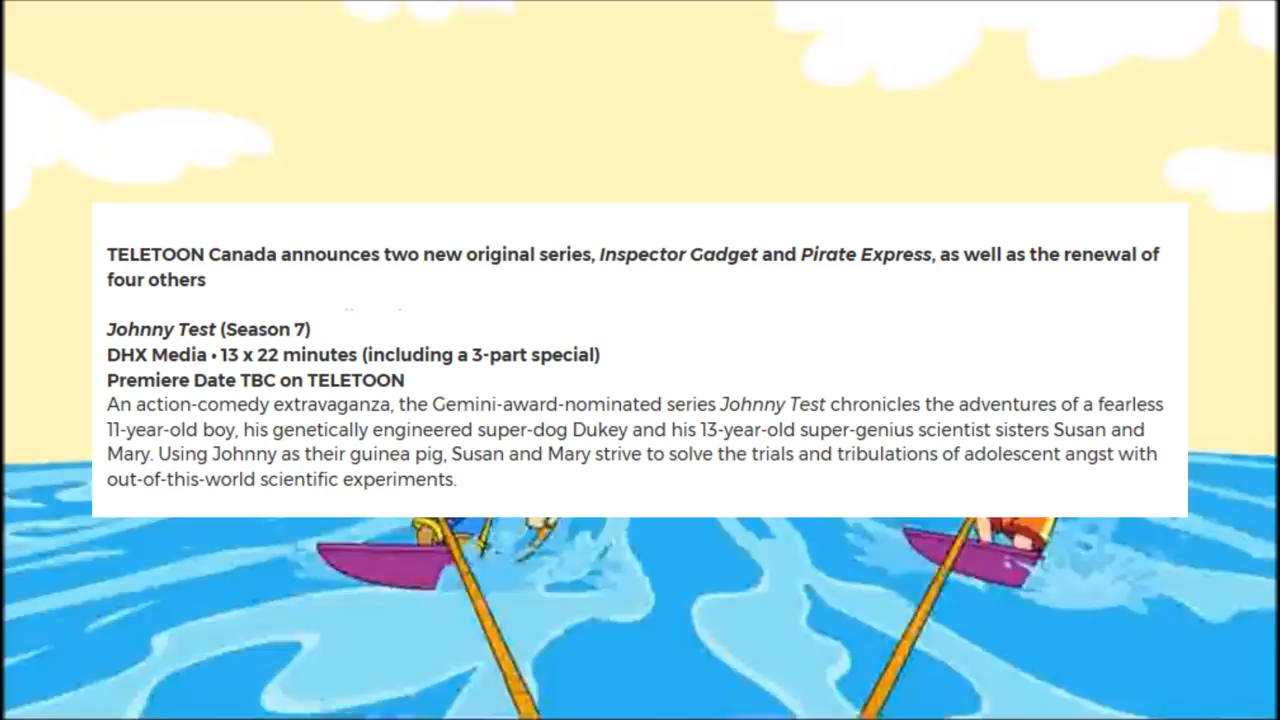 TELETOON Canada announces two new original series, Inspector Gadget and Pirate Express, as well as the renewal of
four others
Johnny Test (Season 7)
DHX Media • 13 x 22 minutes (including a 3-part special)
Premiere Date TBC on TELETOON
An action-comedy extravaganza, the Gemini-award-nominated series Johnny Test chronicles the adventures of a fearless
11-year-old boy, his genetically engineered super-dog Dukey and his 13-year-old super-genius scientist sisters Susan and
Mary. Using Johnny as their guinea pig, Susan and Mary strive to solve the trials and tribulations of adolescent angst with
out-of-this-world scientific experiments.